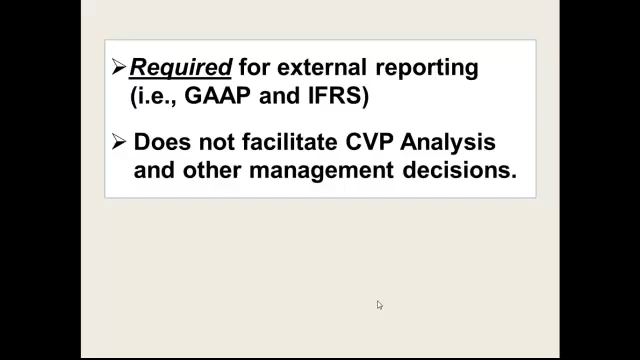 ➢Required for external reporting
(i.e., GAAP and IFRS)
➢ Does not facilitate CVP Analysis
and other management decisions.